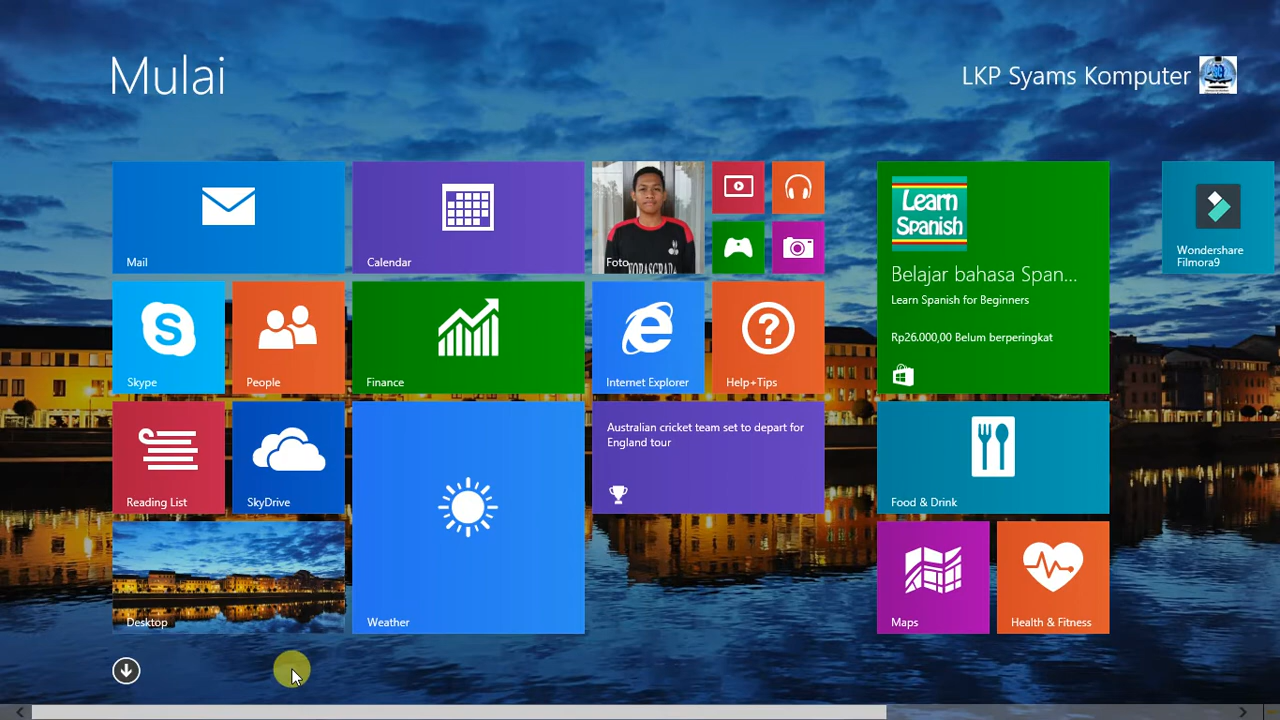 Mulai
LKP Syams Komputer
Mail
Calendar
Foto
Learn
Spanish
Belajar bahasa Span...
Learn Spanish for Beginners
Rp26.000,00 Belum berperingkat
Wondershare
Filmora9
Skype
People
Finance
Internet Explorer
Help+Tips
Reading List
SkyDrive
Australian cricket team set to depart for
England tour
Food & Drink
Desktop
Weather
Maps
Health & Fitness